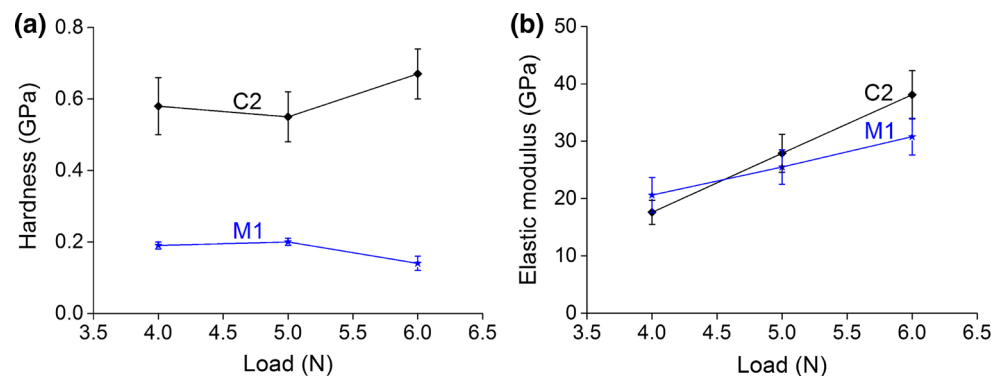 (a)
Hardness (GPa)
0.8
0.6
0.4
0.2
0.0
C2
M1
3.5 4.0 4.5 5.0 5.5 6.0 6.5
Load (N)
(b)
Elastic modulus (GPa)
50
40
30
20
10
0
C2
M1
3.5 4.0 4.5 5.0 5.5 6.0 6.5
Load (N)